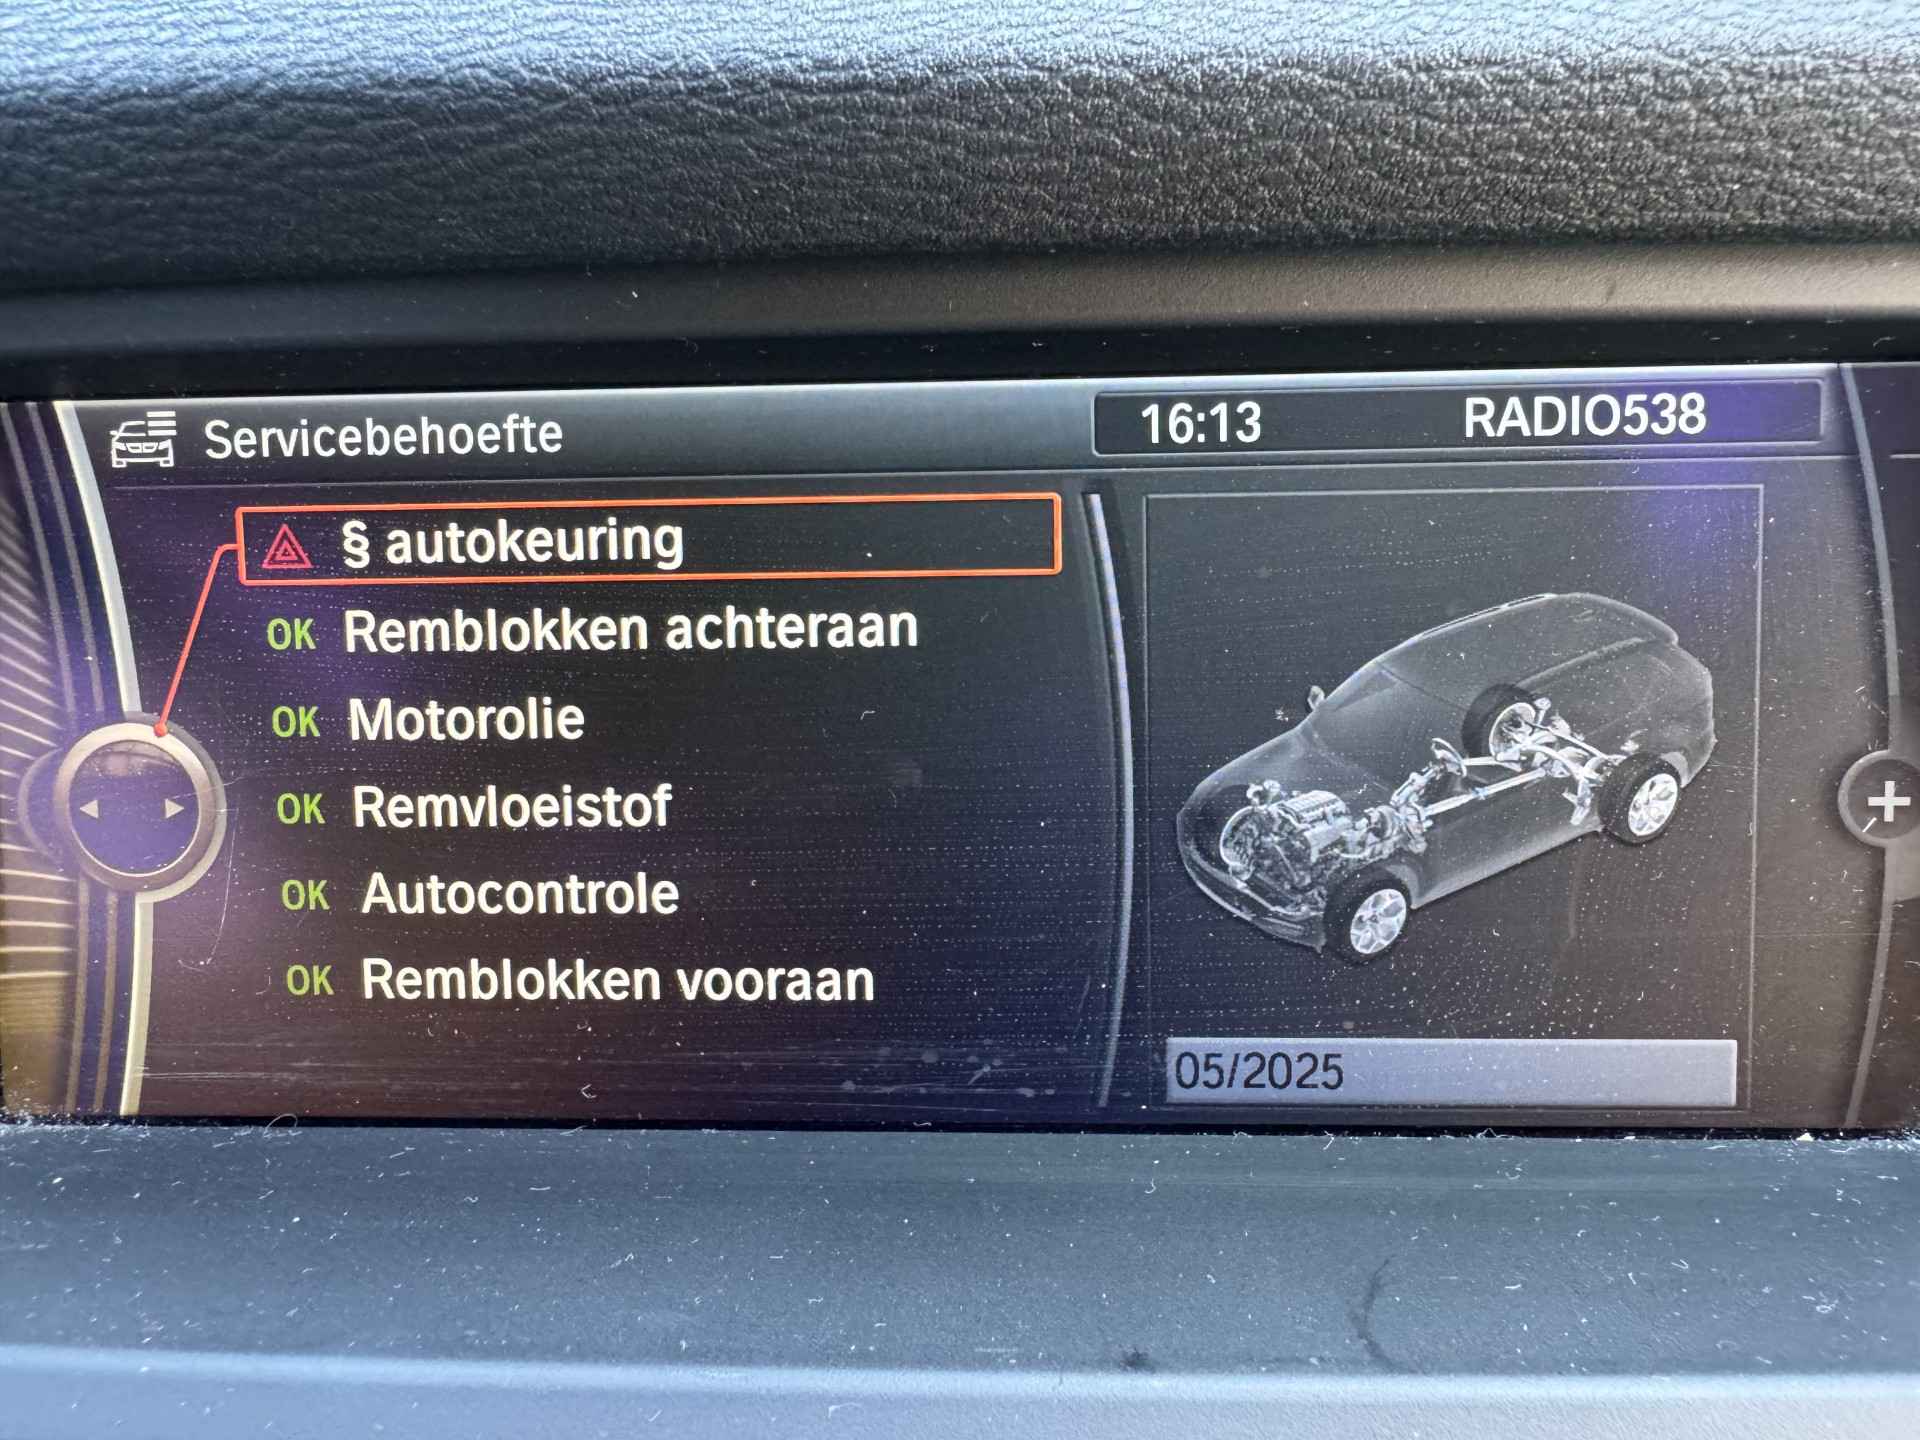 Servicebehoefte
16:13 RADIO538
§ autokeuring
OK Remblokken achteraan
OK Motorolie
OK Remvloeistof
OK Autocontrole
OK Remblokken vooraan
05/2025